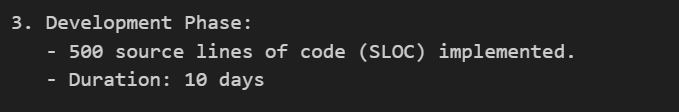 3. Development Phase:
- 500 source lines of code (SLOC) implemented.
- Duration: 10 days